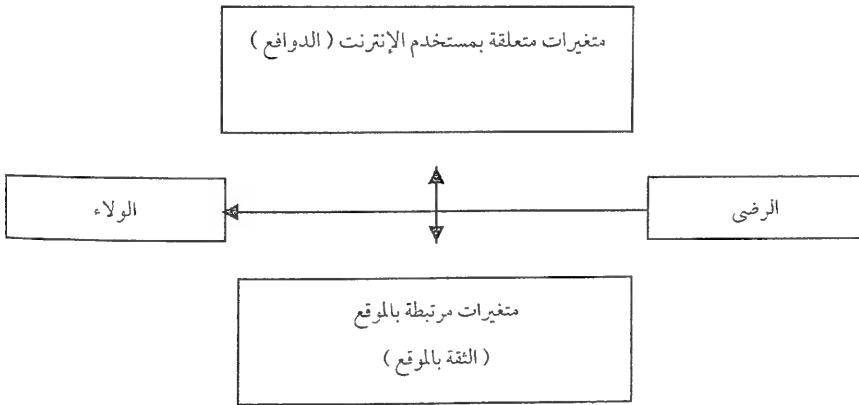 متغيرات متعلقة بمستخدم الإنترنت ( الدوافع )
الرضى
الولاء
متغيرات مرتبطة بالموقع
( الثقة بالموقع )